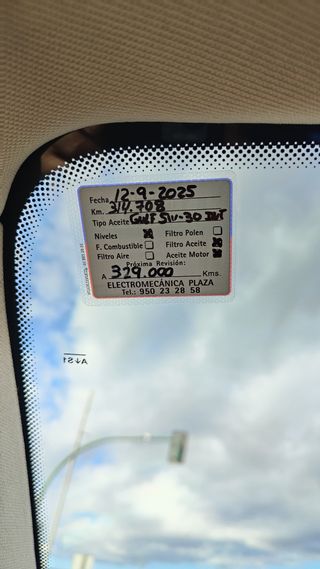 Fecha 12-9-2025
Km. 314.708
Tipo Aceite Gulf 5W-30
Niveles Filtro Polen
F. Combustible Filtro Aceite
Filtro Aire Aceite Motor
Próxima Revisión:
A 329.000 Kms.
ELECTROMECÁNICA PLAZA
Tel.: 950 23 28 58